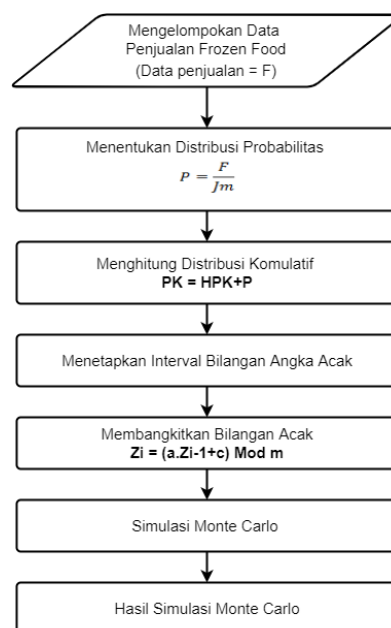 Mengelompokan Data
Penjualan Frozen Food
(Data penjualan = F)
Menentukan Distribusi Probabilitas
P = F/Jm
Menghitung Distribusi Komulatif
PK = HPK+P
Menetapkan Interval Bilangan Angka Acak
Membangkitkan Bilangan Acak
Zi = (a.Zi-1+c) Mod m
Simulasi Monte Carlo
Hasil Simulasi Monte Carlo